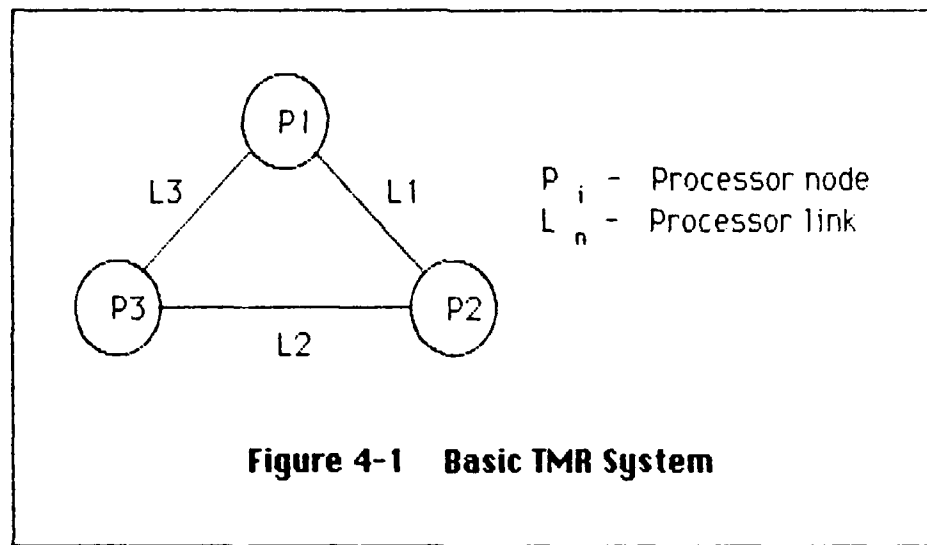 P1
L3
L1
P i - Processor node
L n - Processor link
P3
P2
L2
Figure 4-1 Basic TMR System